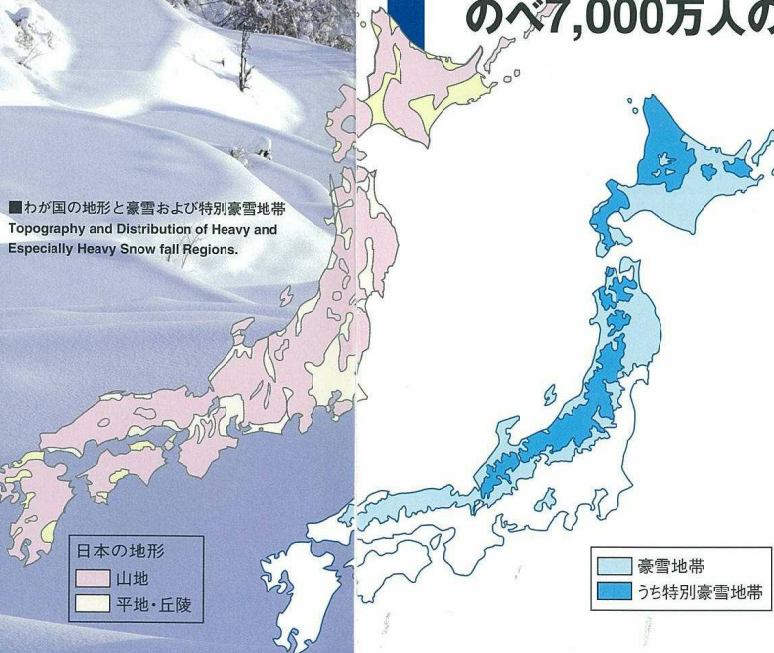 のべ7,000万人の
■わが国の地形と豪雪および特別豪雪地帯
Topography and Distribution of Heavy and
Especially Heavy Snow fall Regions.
日本の地形
山地
平地・丘陵
豪雪地帯
うち特別豪雪地帯